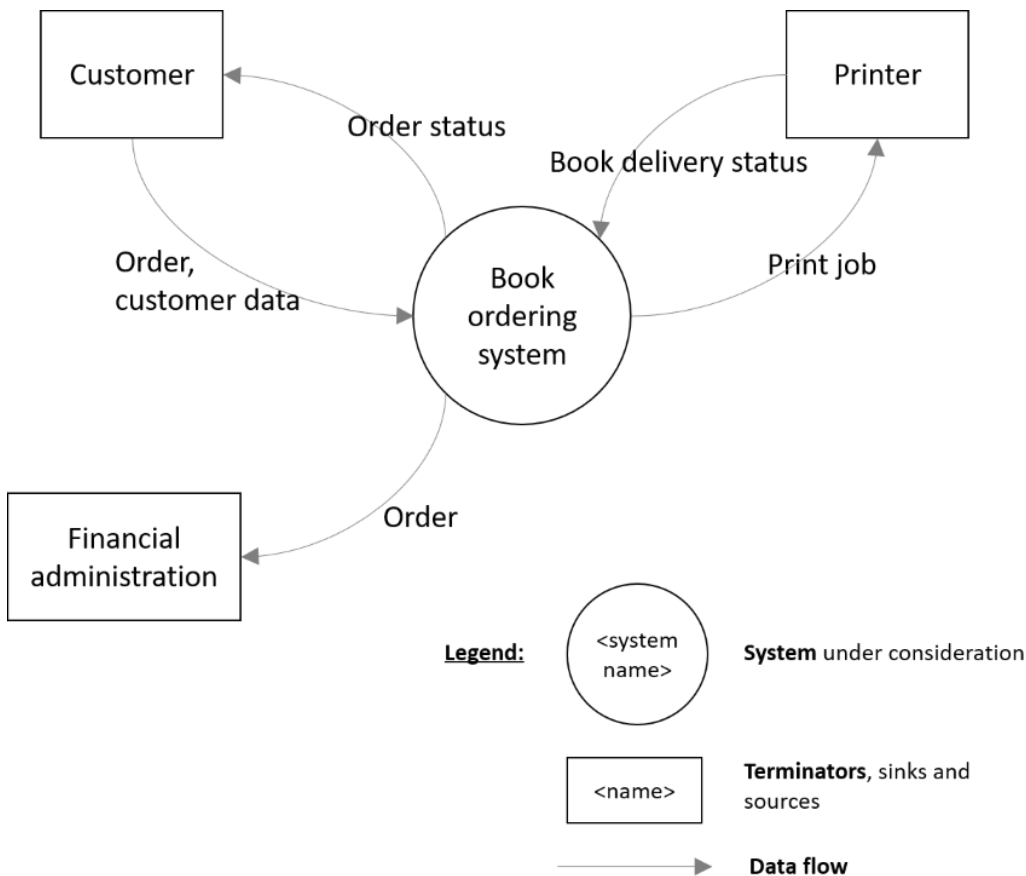 Customer
Printer
Order status
Book delivery status
Order,
customer data
Print job
Book
ordering
system
Order
Financial
administration
Legend:
<system
name>
System under consideration
<name>
Terminators, sinks and
sources
Data flow